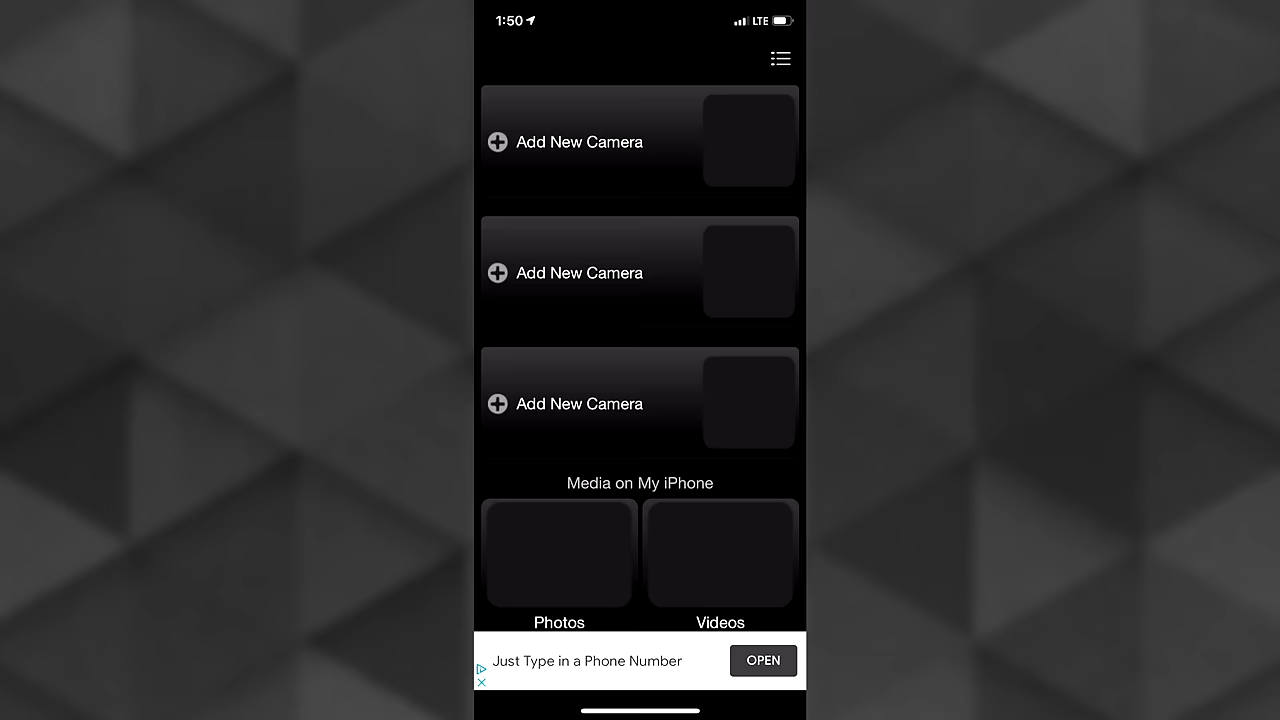 1:50
LTE
Add New Camera
Add New Camera
Add New Camera
Media on My iPhone
Photos
Videos
Just Type in a Phone Number
OPEN